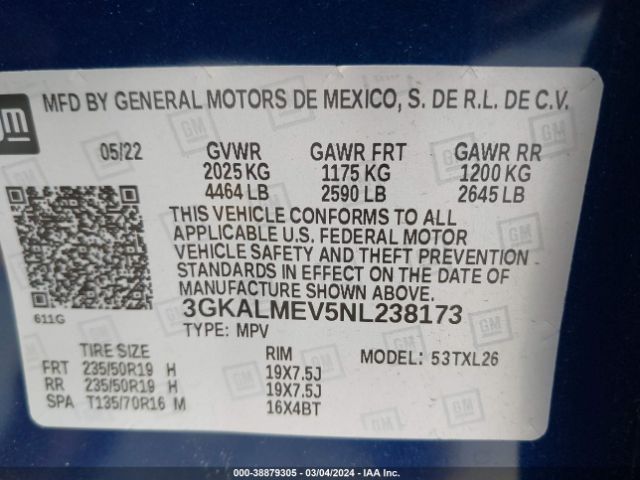 GM
MFD BY GENERAL MOTORS DE MEXICO, S. DE R.L. DE C.V.
05/22 GVWR GAWR FRT GAWR RR
2025 KG 1175 KG 1200 KG
4464 LB 2590 LB 2645 LB
THIS VEHICLE CONFORMS TO ALL
APPLICABLE U.S. FEDERAL MOTOR
VEHICLE SAFETY AND THEFT PREVENTION
STANDARDS IN EFFECT ON THE DATE OF
MANUFACTURE SHOWN ABOVE.
611G 3GKALMEV5NL238173
TYPE: MPV
TIRE SIZE RIM MODEL: 53TXL26
FRT 235/50R19 H 19X7.5J
RR 235/50R19 H 19X7.5J
SPA T135/70R16 M 16X4BT
000-38879305 - 03/04/2024 - IAA Inc.